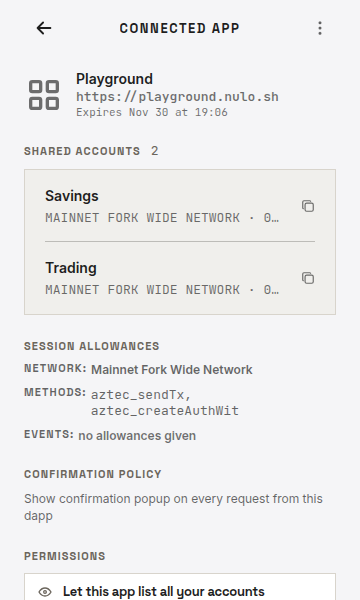 CONNECTED APP
Playground
https://playground.nulo.sh
Expires Nov 30 at 19:06
SHARED ACCOUNTS 2
Savings
MAINNET FORK WIDE NETWORK · 0…
Trading
MAINNET FORK WIDE NETWORK · 0…
SESSION ALLOWANCES
NETWORK: Mainnet Fork Wide Network
METHODS: aztec_sendTx,
aztec_createAuthWit
EVENTS: no allowances given
CONFIRMATION POLICY
Show confirmation popup on every request from this
dapp
PERMISSIONS
Let this app list all your accounts